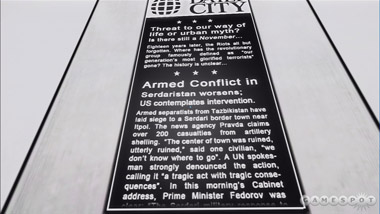 CITY
Threat to our way of
life or urban myth?
Is there still a November...
Eighteen years later, the Riots all but
forgotten. Where has the revolutionary
group famously defined as "our
generation's most glorified terrorists"
gone? The history is unclear...
Armed Conflict in
Serdaristan worsens;
US contemplates intervention.
Armed separatists from Tazbikistan have
laid siege to a Serdari border town near
Itpol. The news agency Pravda claims
over 200 casualties from artillery
shelling. "The center of town was ruined,
utterly ruined," said one civilian, "we
don't know where to go". A UN spokes-
man strongly denounced the action,
calling it "a tragic act with tragic conse-
quences". In this morning's Cabinet
address, Prime Minister Fedorov was
GAMESPOT